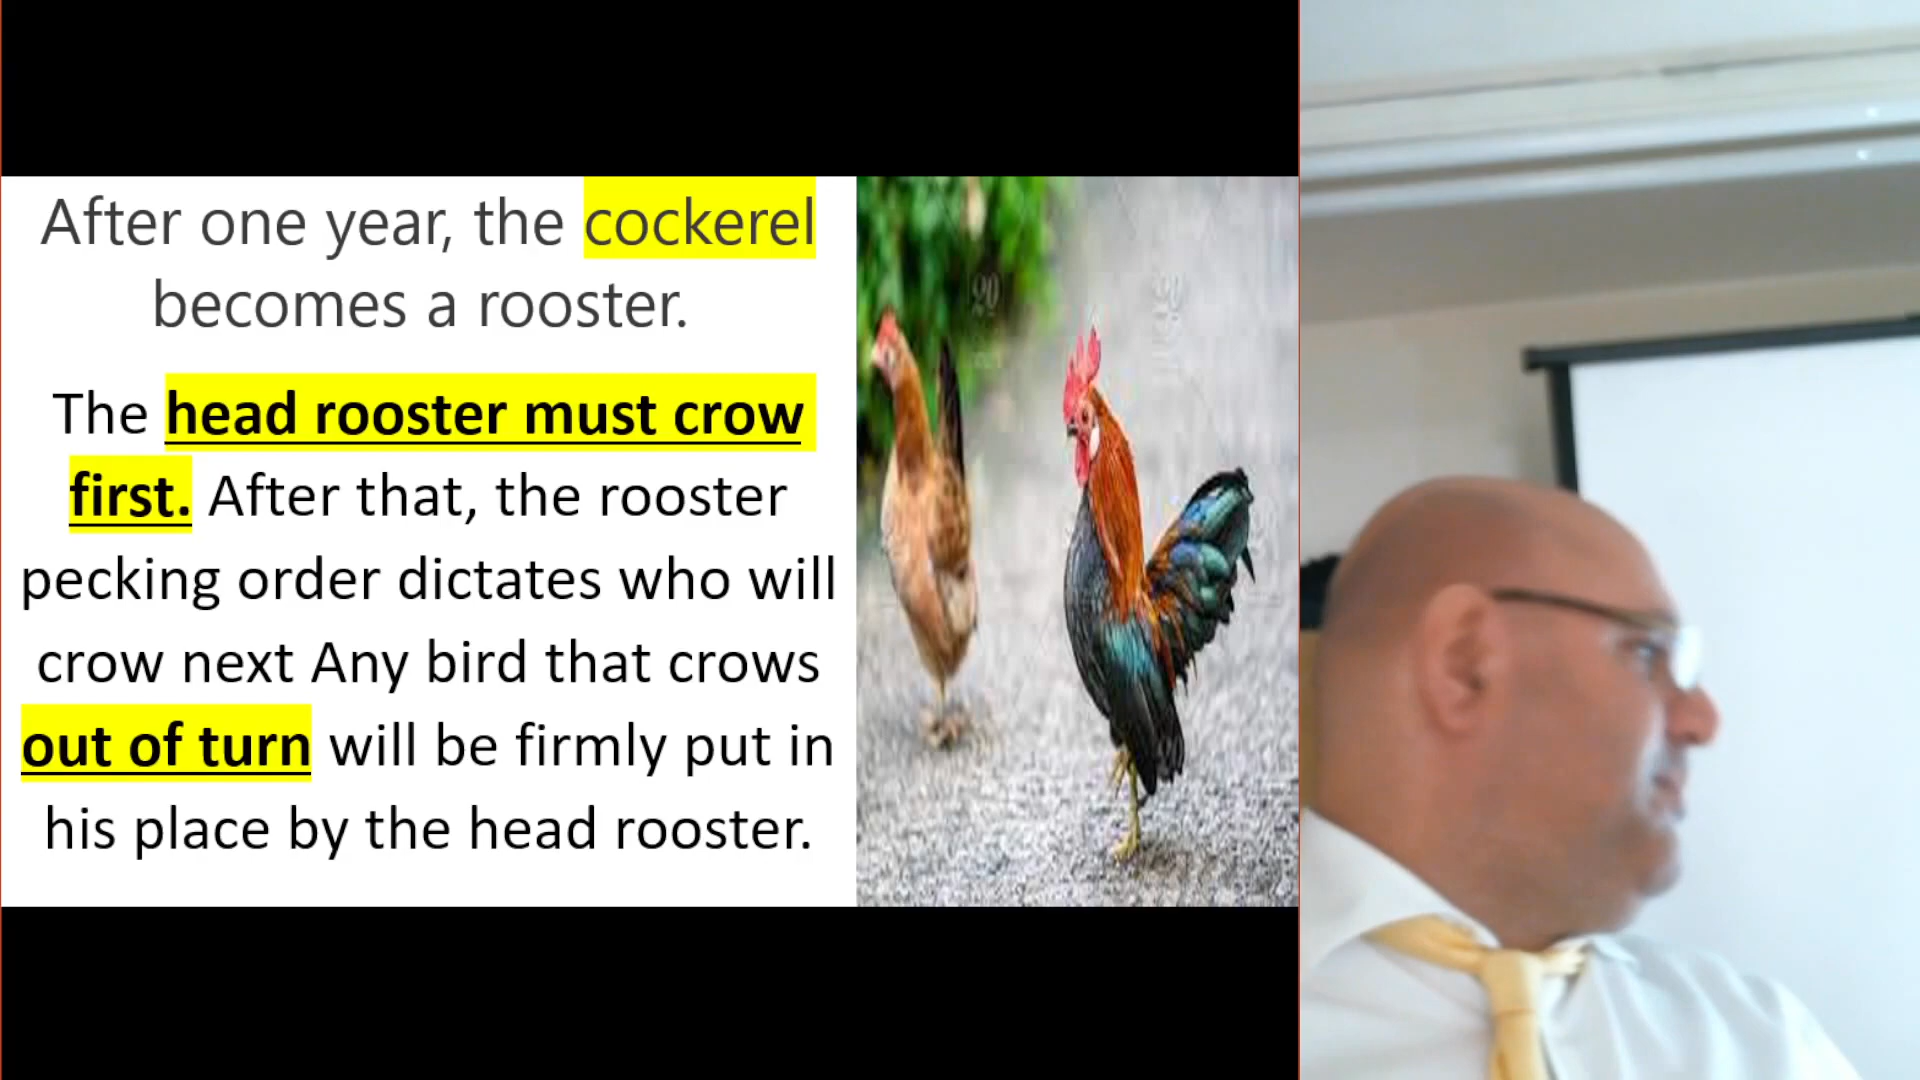 After one year, the cockerel
becomes a rooster.
The head rooster must crow
first. After that, the rooster
pecking order dictates who will
crow next Any bird that crows
out of turn will be firmly put in
his place by the head rooster.